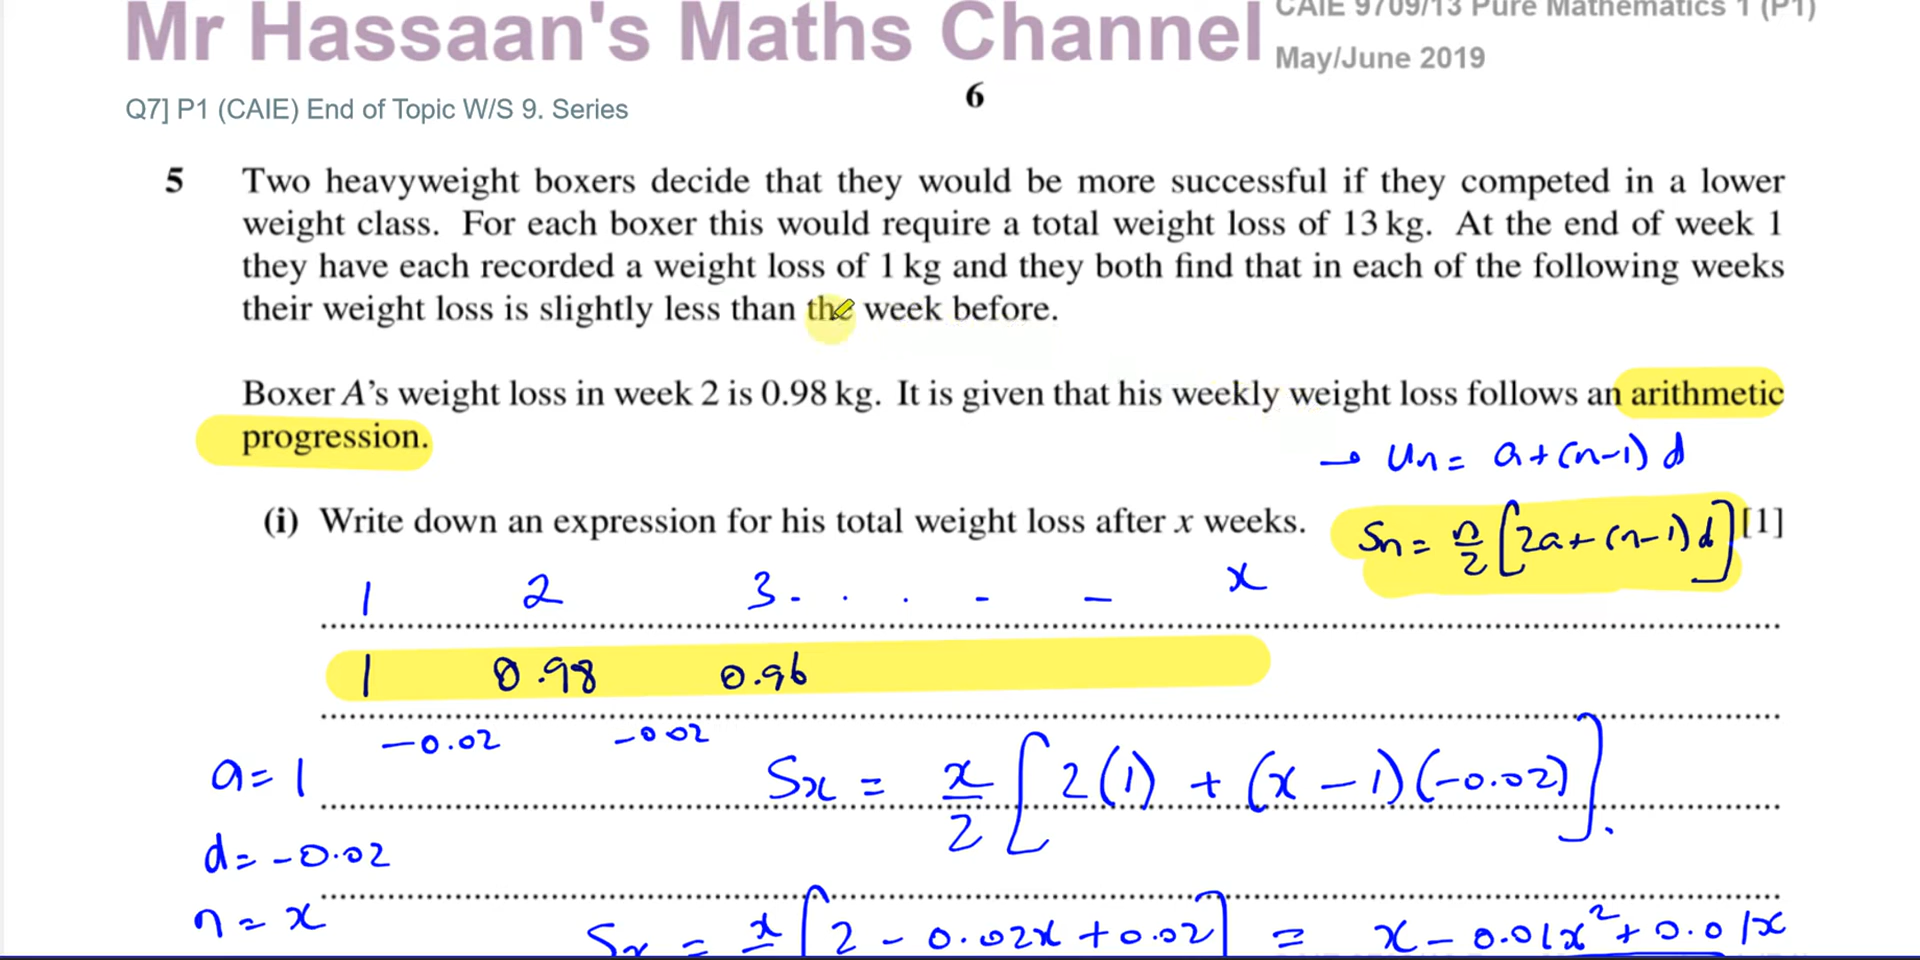 Mr Hassaan's Maths Channel
CAIE 9709/13 Pure Mathematics 1 (P1)
May/June 2019
Q7] P1 (CAIE) End of Topic W/S 9. Series
6
5 Two heavyweight boxers decide that they would be more successful if they competed in a lower
weight class. For each boxer this would require a total weight loss of 13 kg. At the end of week 1
they have each recorded a weight loss of 1 kg and they both find that in each of the following weeks
their weight loss is slightly less than the week before.
Boxer A's weight loss in week 2 is 0.98 kg. It is given that his weekly weight loss follows an arithmetic
progression.
→ Un = a + (n-1) d
(i) Write down an expression for his total weight loss after x weeks. [1]
Sn = n/2 [2a + (n-1) d]
1 2 3 - . . - - x
1 0.98 0.96
-0.02 -0.02
a = 1
Sx = x/2 [2(1) + (x - 1)(-0.02)].
d = -0.02
n = x
Sx = x [2 - 0.02x + 0.02] = x - 0.01x² + 0.01x